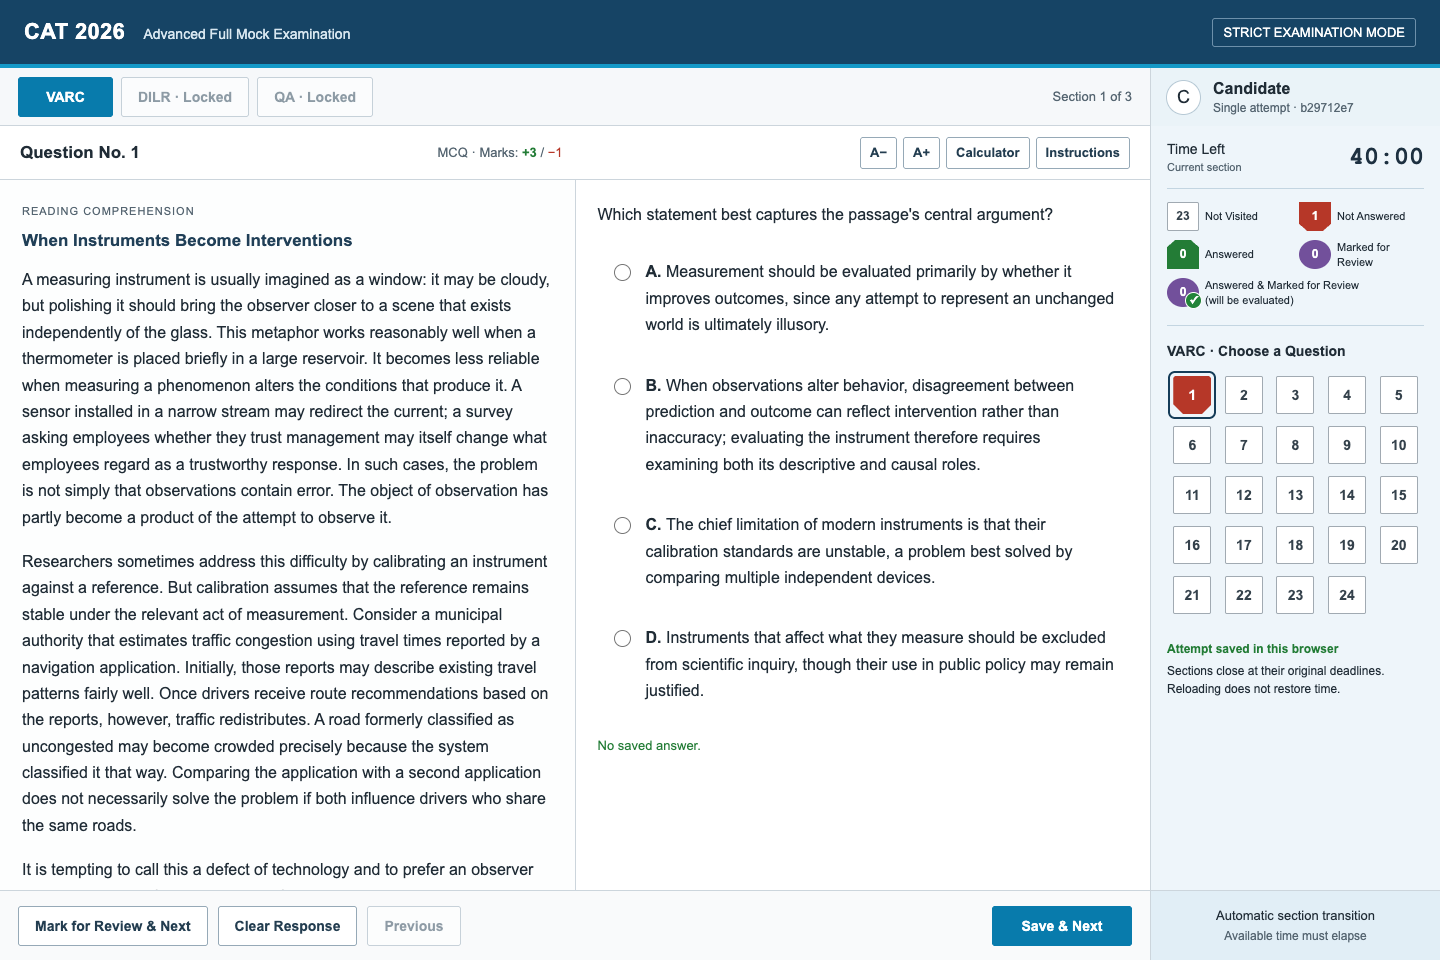 CAT 2026 Advanced Full Mock Examination STRICT EXAMINATION MODE
VARC DILR · Locked QA · Locked Section 1 of 3
Question No. 1 MCQ · Marks: +3 / −1 A− A+ Calculator Instructions
READING COMPREHENSION
When Instruments Become Interventions
A measuring instrument is usually imagined as a window: it may be cloudy,
but polishing it should bring the observer closer to a scene that exists
independently of the glass. This metaphor works reasonably well when a
thermometer is placed briefly in a large reservoir. It becomes less reliable
when measuring a phenomenon alters the conditions that produce it. A
sensor installed in a narrow stream may redirect the current; a survey
asking employees whether they trust management may itself change what
employees regard as a trustworthy response. In such cases, the problem
is not simply that observations contain error. The object of observation has
partly become a product of the attempt to observe it.
Researchers sometimes address this difficulty by calibrating an instrument
against a reference. But calibration assumes that the reference remains
stable under the relevant act of measurement. Consider a municipal
authority that estimates traffic congestion using travel times reported by a
navigation application. Initially, those reports may describe existing travel
patterns fairly well. Once drivers receive route recommendations based on
the reports, however, traffic redistributes. A road formerly classified as
uncongested may become crowded precisely because the system
classified it that way. Comparing the application with a second application
does not necessarily solve the problem if both influence drivers who share
the same roads.
It is tempting to call this a defect of technology and to prefer an observer
Which statement best captures the passage's central argument?
A. Measurement should be evaluated primarily by whether it
improves outcomes, since any attempt to represent an unchanged
world is ultimately illusory.
B. When observations alter behavior, disagreement between
prediction and outcome can reflect intervention rather than
inaccuracy; evaluating the instrument therefore requires
examining both its descriptive and causal roles.
C. The chief limitation of modern instruments is that their
calibration standards are unstable, a problem best solved by
comparing multiple independent devices.
D. Instruments that affect what they measure should be excluded
from scientific inquiry, though their use in public policy may remain
justified.
No saved answer.
Mark for Review & Next Clear Response Previous Save & Next
C Candidate
Single attempt · b29712e7
Time Left 40:00
Current section
23 Not Visited 1 Not Answered
0 Answered 0 Marked for
Review
0 Answered & Marked for Review
(will be evaluated)
VARC · Choose a Question
1 2 3 4 5
6 7 8 9 10
11 12 13 14 15
16 17 18 19 20
21 22 23 24
Attempt saved in this browser
Sections close at their original deadlines.
Reloading does not restore time.
Automatic section transition
Available time must elapse